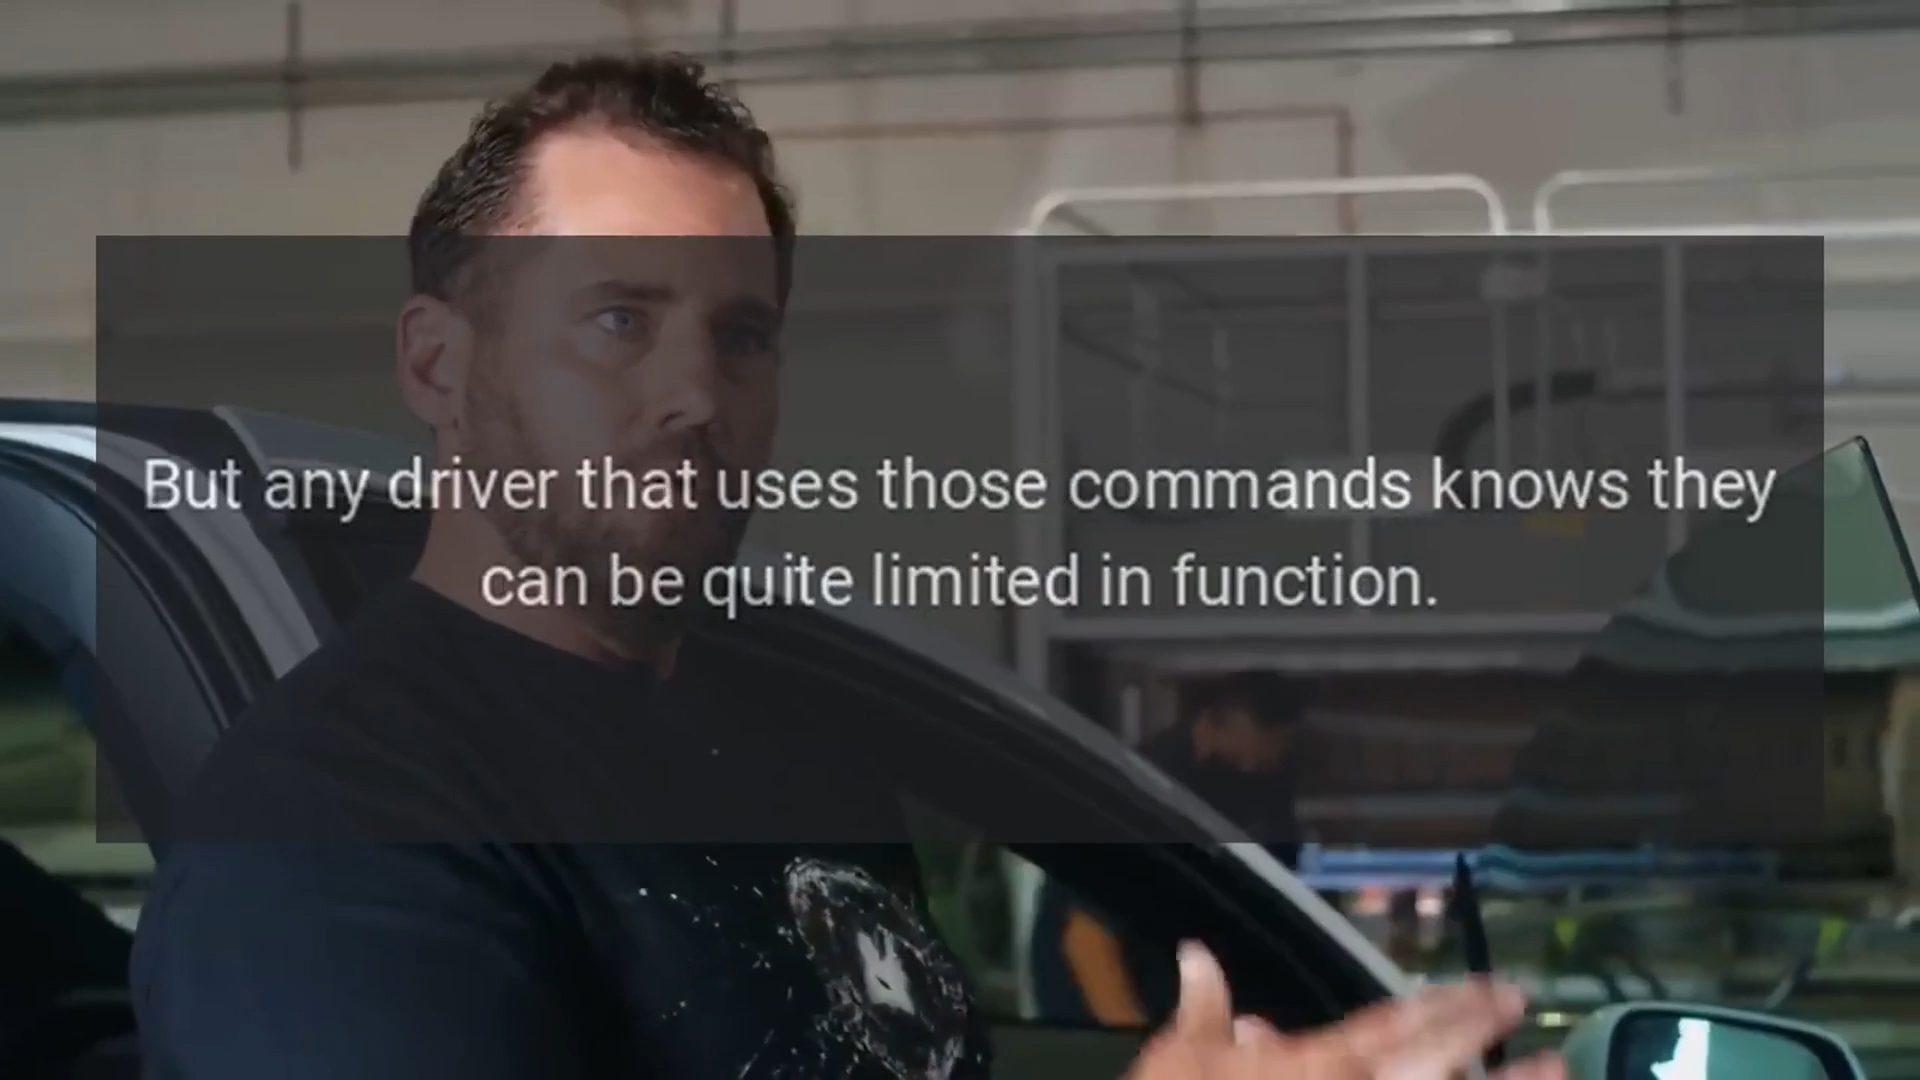 But any driver that uses those commands knows they
can be quite limited in function.